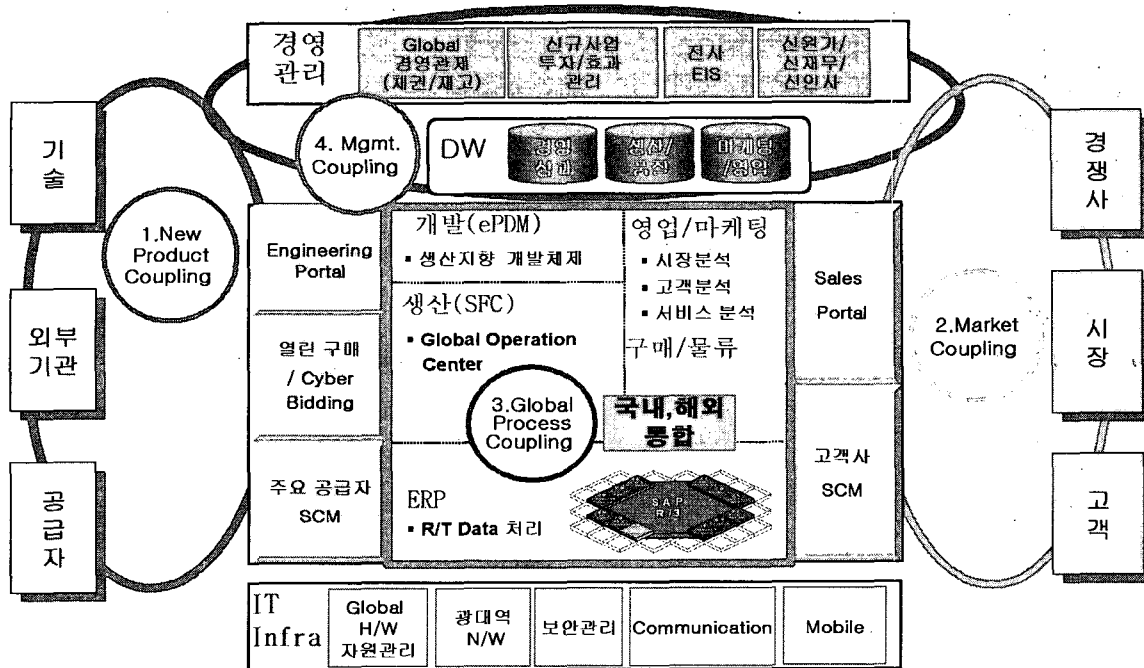 경영
관리
Global
경영관제
(채권/재고)
신규사업
투자/효과
관리
전사
EIS
신원가/
신재무/
신인사
4. Mgmt.
Coupling
DW
경영
성과
생산/
품질
마케팅
/영업
기
술
외부
기관
공
급
자
1.New
Product
Coupling
Engineering
Portal
열린 구매
/ Cyber
Bidding
주요 공급자
SCM
개발(ePDM)
▪ 생산지향 개발체제
생산(SFC)
▪ Global Operation
Center
영업/마케팅
▪ 시장분석
▪ 고객분석
▪ 서비스 분석
구매/물류
3.Global
Process
Coupling
국내,해외
통합
ERP
▪ R/T Data 처리
SAP
R/3
Sales
Portal
고객사
SCM
2.Market
Coupling
경
쟁
사
시
장
고
객
IT
Infra
Global
H/W
자원관리
광대역
N/W
보안관리
Communication
Mobile